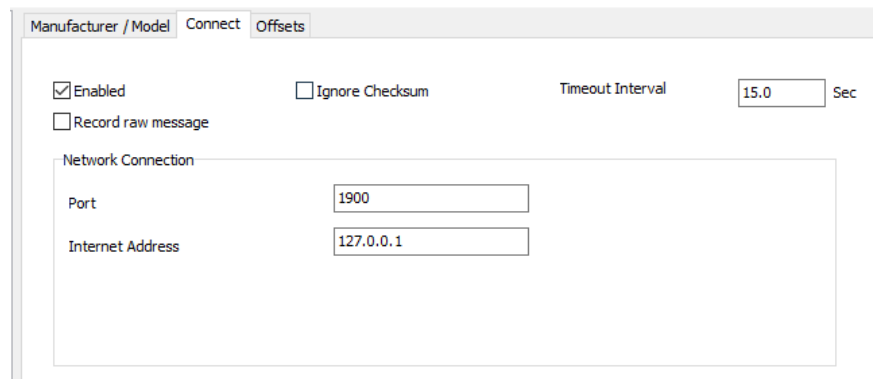 Manufacturer / Model Connect Offsets
Enabled Ignore Checksum Timeout Interval 15.0 Sec
Record raw message
Network Connection
Port 1900
Internet Address 127.0.0.1